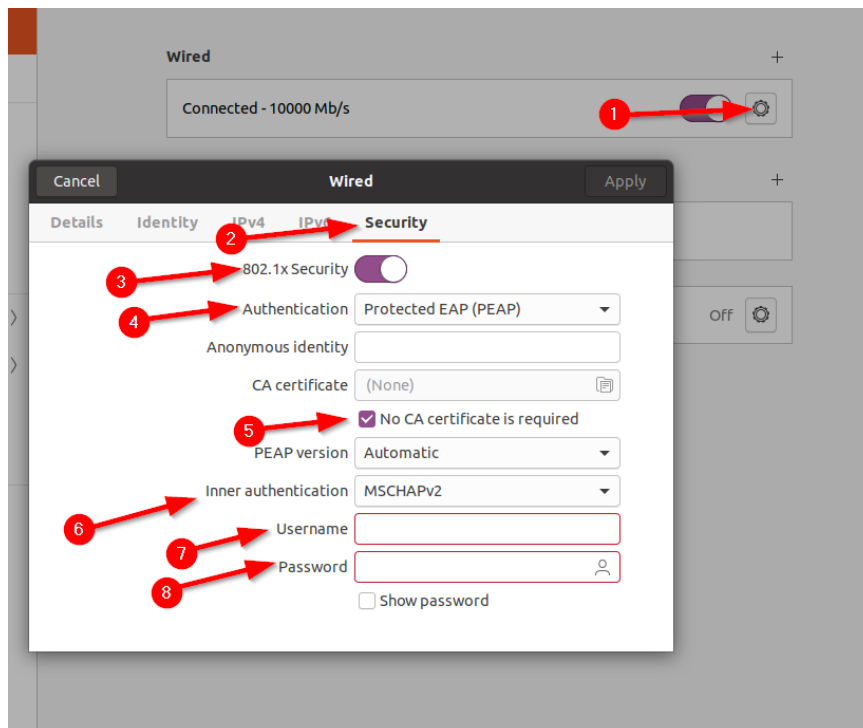 Wired
Connected - 10000 Mb/s
1
Cancel
Wired
Apply
Details Identity IPv4 IPv6 Security
2
3
802.1x Security
4
Authentication Protected EAP (PEAP)
Off
Anonymous identity
CA certificate (None)
5
No CA certificate is required
PEAP version Automatic
6
Inner authentication MSCHAPv2
7
Username
8
Password
Show password